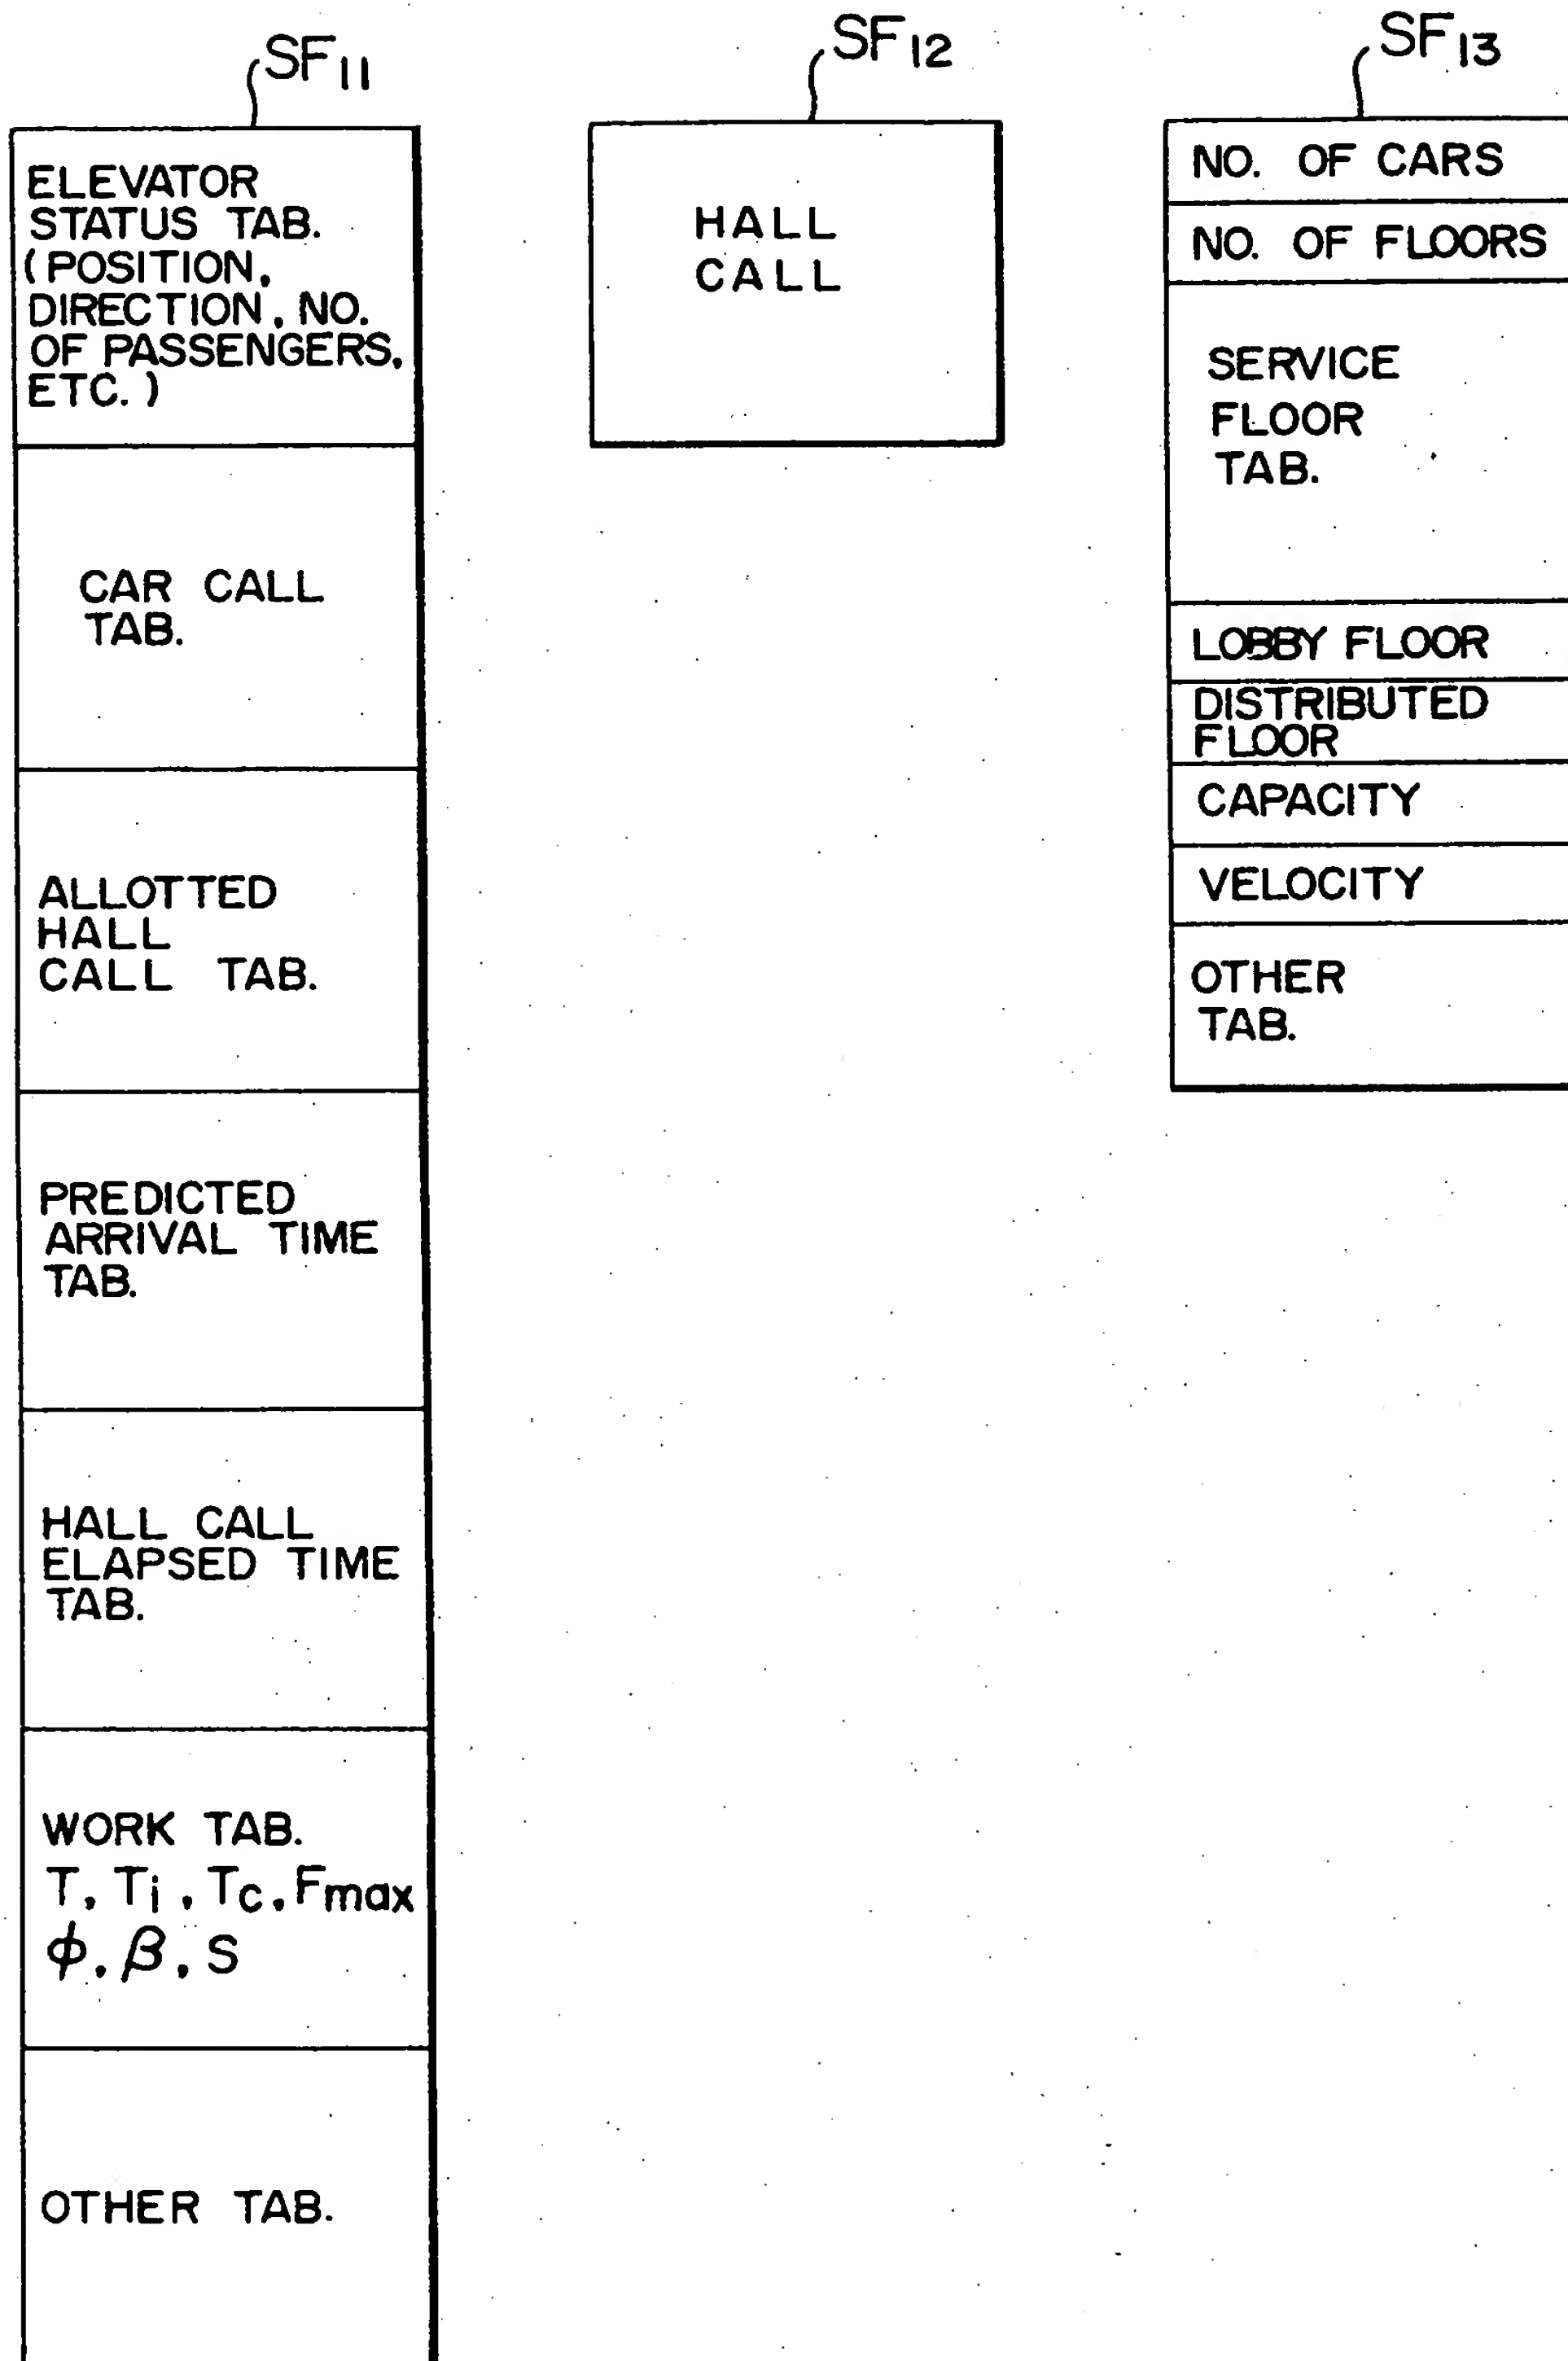 SF11
ELEVATOR
STATUS TAB.
(POSITION,
DIRECTION, NO.
OF PASSENGERS,
ETC.)
CAR CALL
TAB.
ALLOTTED
HALL
CALL TAB.
PREDICTED
ARRIVAL TIME
TAB.
HALL CALL
ELAPSED TIME
TAB.
WORK TAB.
T, Ti, Tc, Fmax
φ, β, S
OTHER TAB.
SF12
HALL
CALL
SF13
NO. OF CARS
NO. OF FLOORS
SERVICE
FLOOR
TAB.
LOBBY FLOOR
DISTRIBUTED
FLOOR
CAPACITY
VELOCITY
OTHER
TAB.